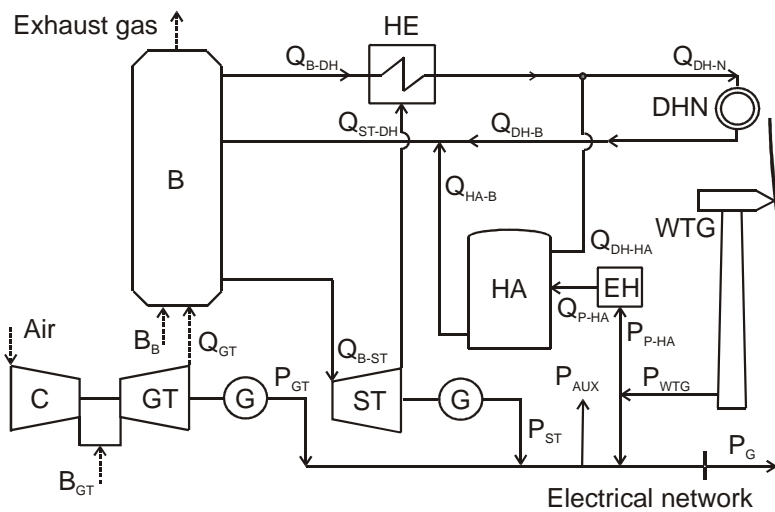 Exhaust gas
HE
Q_B-DH
Q_DH-N
DHN
Q_ST-DH
Q_DH-B
B
Q_HA-B
WTG
Q_DH-HA
HA
EH
Q_P-HA
Air
B_B
Q_GT
Q_B-ST
P_P-HA
P_GT
P_AUX
P_WTG
C
GT
G
ST
G
P_ST
P_G
B_GT
Electrical network